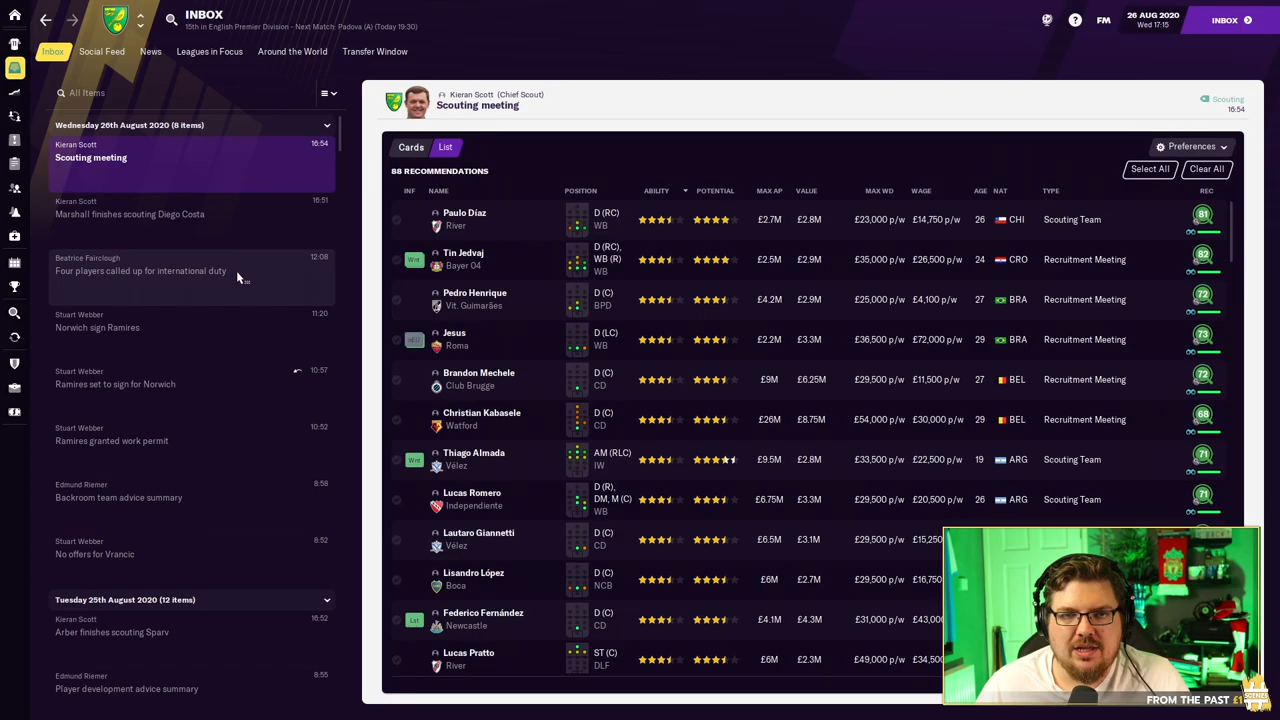 INBOX
15th in English Premier Division - Next Match: Padova (A) (Today 19:30)
FM
26 AUG 2020
Wed 17:15
INBOX
Inbox
Social Feed
News
Leagues in Focus
Around the World
Transfer Window
All Items
Wednesday 26th August 2020 (8 items)
Kieran Scott 16:54
Scouting meeting
Kieran Scott 16:51
Marshall finishes scouting Diego Costa
Beatrice Fairclough 12:08
Four players called up for international duty
Stuart Webber 11:20
Norwich sign Ramires
Stuart Webber 10:57
Ramires set to sign for Norwich
Stuart Webber 10:52
Ramires granted work permit
Edmund Riemer 8:58
Backroom team advice summary
Stuart Webber 8:52
No offers for Vrancic
Tuesday 25th August 2020 (12 items)
Kieran Scott 16:52
Arber finishes scouting Sparv
Edmund Riemer 8:55
Player development advice summary
Kieran Scott (Chief Scout)
Scouting meeting
Scouting
16:54
Cards
List
Preferences
88 RECOMMENDATIONS
Select All
Clear All
INF NAME POSITION ABILITY POTENTIAL MAX AP VALUE MAX WD WAGE AGE NAT TYPE REC
Paulo Díaz D (RC) £2.7M £2.8M £23,000 p/w £14,750 p/w 26 CHI Scouting Team 81
River WB
Wnt Tin Jedvaj D (RC), WB (R) £2.5M £2.9M £35,000 p/w £26,500 p/w 24 CRO Recruitment Meeting 82
Bayer 04 WB
Pedro Henrique D (C) £4.2M £2.9M £25,000 p/w £4,100 p/w 27 BRA Recruitment Meeting 72
Vit. Guimarães BPD
Jesus D (LC) £2.2M £3.3M £36,500 p/w £72,000 p/w 29 BRA Recruitment Meeting 73
Roma WB
Brandon Mechele D (C) £9M £6.25M £29,500 p/w £11,500 p/w 27 BEL Recruitment Meeting 72
Club Brugge CD
Christian Kabasele D (C) £26M £8.75M £54,000 p/w £30,000 p/w 29 BEL Recruitment Meeting 68
Watford CD
Wnt Thiago Almada AM (RLC) £9.5M £2.8M £33,500 p/w £22,500 p/w 19 ARG Scouting Team 71
Vélez IW
Lucas Romero D (R), DM, M (C) £6.75M £3.3M £29,500 p/w £20,500 p/w 26 ARG Scouting Team 71
Independiente WB
Lautaro Giannetti D (C) £6.5M £3.1M £29,500 p/w £15,250
Vélez CD
Lisandro López D (C) £6M £2.7M £29,500 p/w £16,750
Boca NCB
Lst Federico Fernández D (C) £4.1M £4.3M £31,000 p/w £43,00
Newcastle CD
Lucas Pratto ST (C) £6M £2.3M £49,000 p/w £34,50
River DLF
FROM THE PAST
SCENES